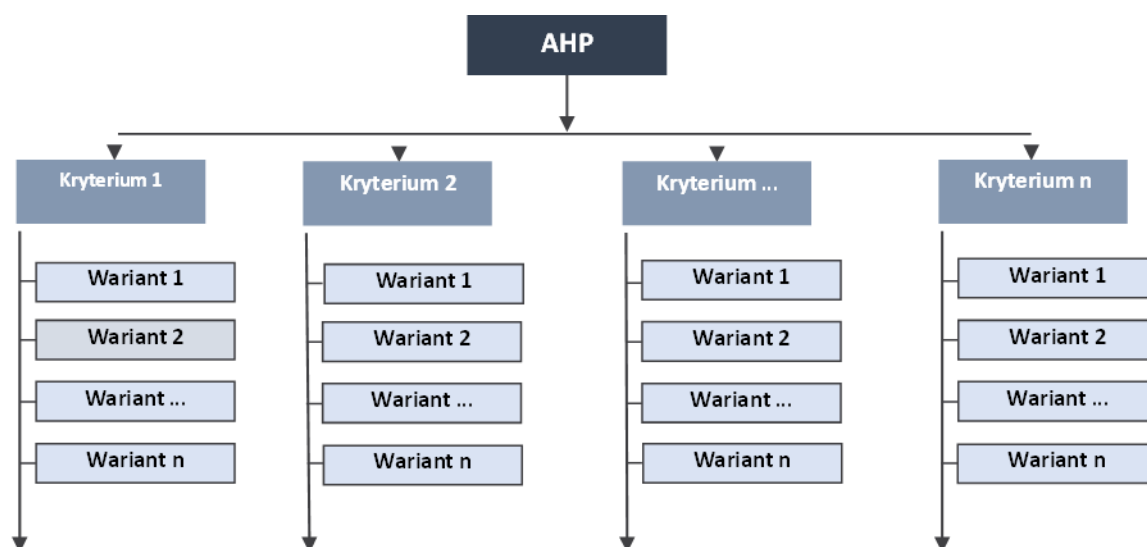 AHP
Kryterium 1
Kryterium 2
Kryterium ...
Kryterium n
Wariant 1
Wariant 2
Wariant ...
Wariant n
Wariant 1
Wariant 2
Wariant ...
Wariant n
Wariant 1
Wariant 2
Wariant ...
Wariant n
Wariant 1
Wariant 2
Wariant ...
Wariant n